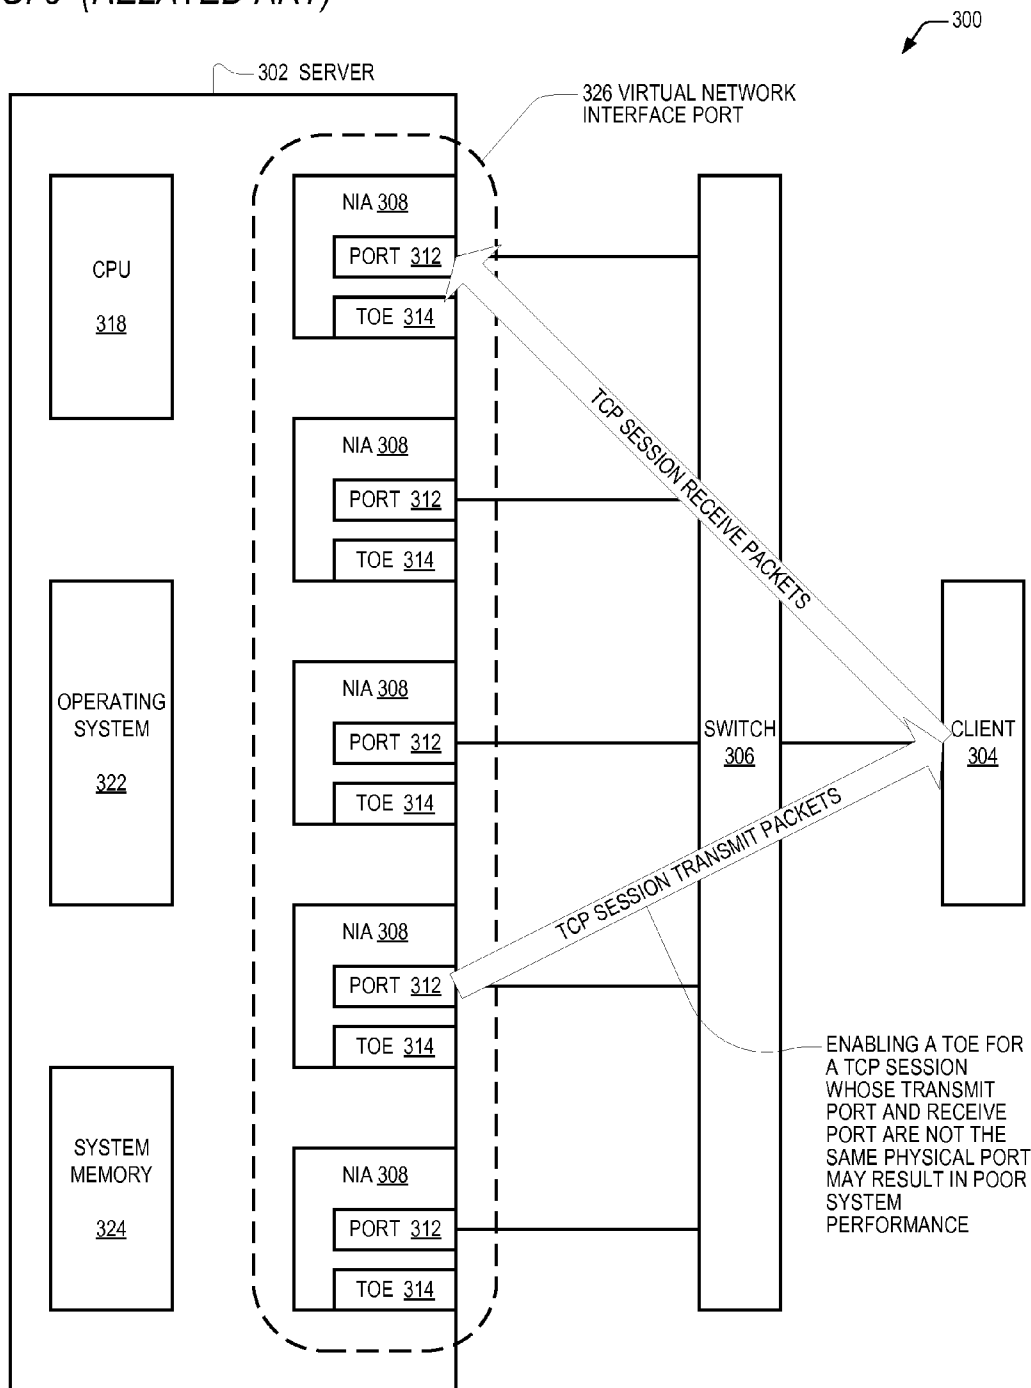 (RELATED ART)
300
302 SERVER
326 VIRTUAL NETWORK
INTERFACE PORT
CPU
318
OPERATING
SYSTEM
322
SYSTEM
MEMORY
324
NIA 308
PORT 312
TOE 314
NIA 308
PORT 312
TOE 314
NIA 308
PORT 312
TOE 314
NIA 308
PORT 312
TOE 314
NIA 308
PORT 312
TOE 314
TCP SESSION RECEIVE PACKETS
TCP SESSION TRANSMIT PACKETS
SWITCH
306
CLIENT
304
ENABLING A TOE FOR
A TCP SESSION
WHOSE TRANSMIT
PORT AND RECEIVE
PORT ARE NOT THE
SAME PHYSICAL PORT
MAY RESULT IN POOR
SYSTEM
PERFORMANCE